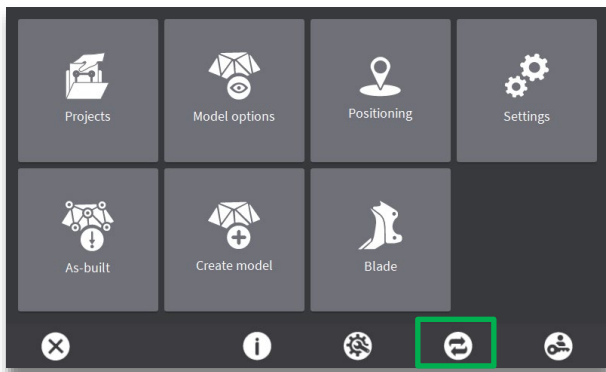 Projects
Model options
Positioning
Settings
As-built
Create model
Blade